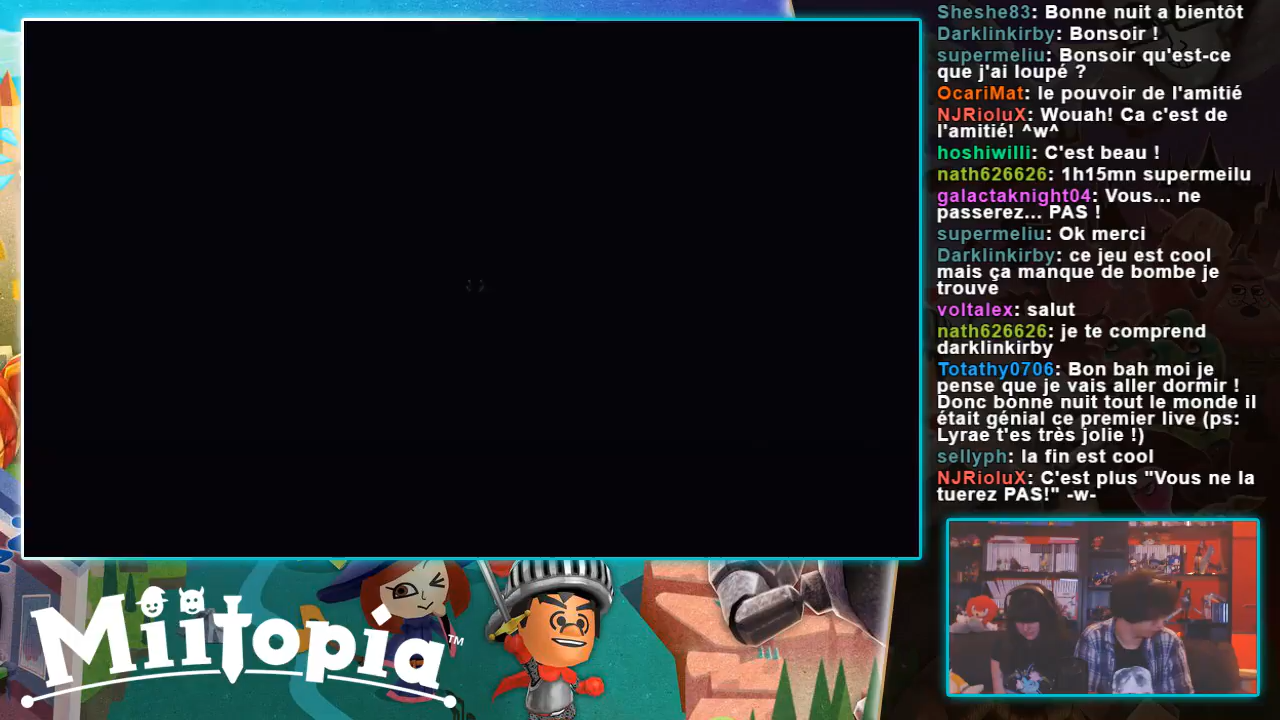 Sheshe83: Bonne nuit a bientôt
Darklinkirby: Bonsoir !
supermeliu: Bonsoir qu'est-ce
que j'ai loupé ?
OcariMat: le pouvoir de l'amitié
NJRioluX: Wouah! Ca c'est de
l'amitié! ^w^
hoshiwilli: C'est beau !
nath626626: 1h15mn supermeilu
galactaknight04: Vous... ne
passerez... PAS !
supermeliu: Ok merci
Darklinkirby: ce jeu est cool
mais ça manque de bombe je
trouve
voltalex: salut
nath626626: je te comprend
darklinkirby
Totathy0706: Bon bah moi je
pense que je vais aller dormir !
Donc bonne nuit tout le monde il
était génial ce premier live (ps:
Lyrae t'es très jolie !)
sellyph: la fin est cool
NJRioluX: C'est plus "Vous ne la
tuerez PAS!" -w-
Miitopia™